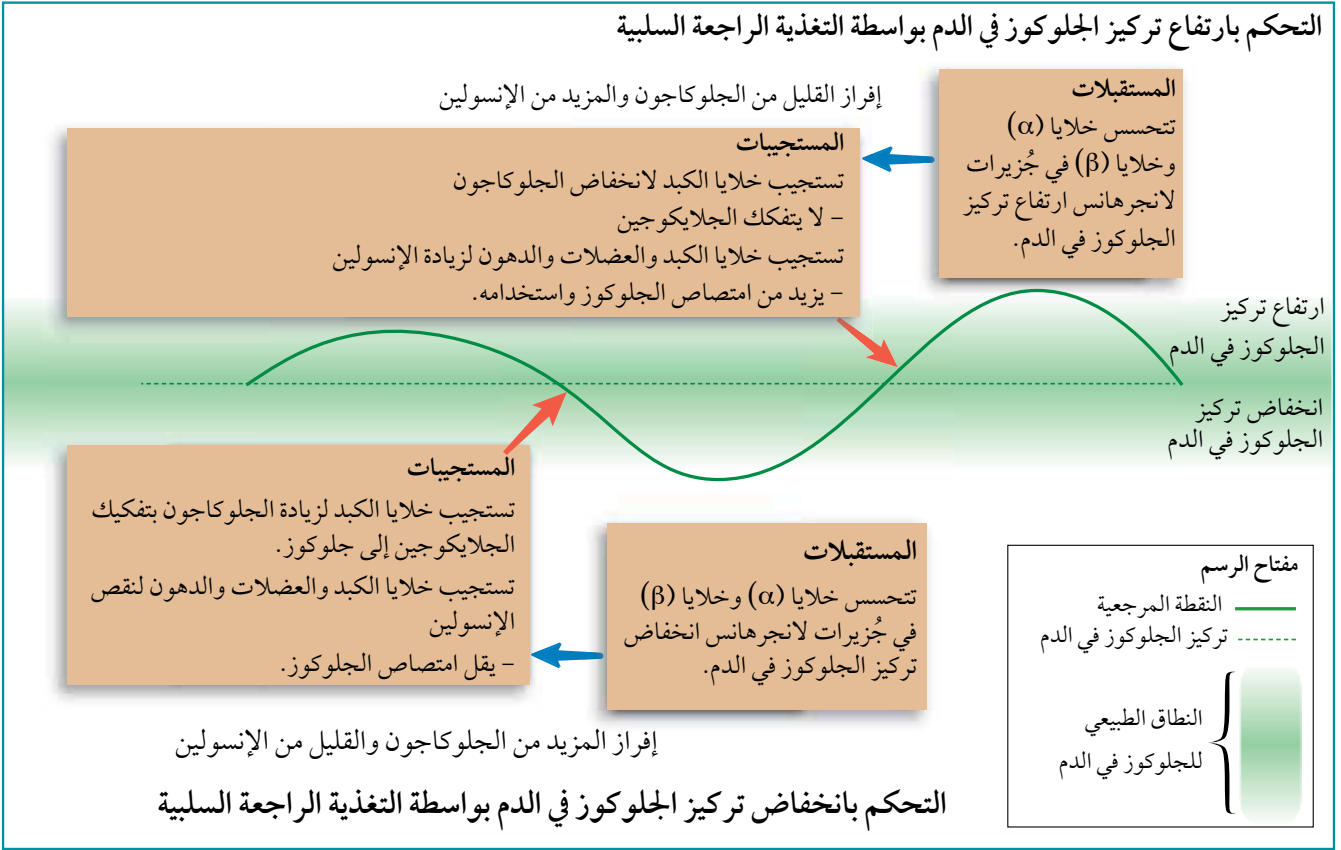 التحكم بارتفاع تركيز الجلوكوز في الدم بواسطة التغذية الراجعة السلبية
المستقبلات
تتحسس خلايا (α)
وخلايا (β) في جُزيرات
لانجرهانس ارتفاع تركيز
الجلوكوز في الدم.
إفراز القليل من الجلوكاجون والمزيد من الإنسولين
المستجيبات
تستجيب خلايا الكبد لانخفاض الجلوكاجون
– لا يتفكك الجلايكوجين
تستجيب خلايا الكبد والعضلات والدهون لزيادة الإنسولين
– يزيد من امتصاص الجلوكوز واستخدامه.
ارتفاع تركيز
الجلوكوز في الدم
انخفاض تركيز
الجلوكوز في الدم
المستقبلات
تتحسس خلايا (α) وخلايا (β)
في جُزيرات لانجرهانس انخفاض
تركيز الجلوكوز في الدم.
المستجيبات
تستجيب خلايا الكبد لزيادة الجلوكاجون بتفكيك
الجلايكوجين إلى جلوكوز.
تستجيب خلايا الكبد والعضلات والدهون لنقص
الإنسولين
– يقل امتصاص الجلوكوز.
إفراز المزيد من الجلوكاجون والقليل من الإنسولين
التحكم بانخفاض تركيز الجلوكوز في الدم بواسطة التغذية الراجعة السلبية
مفتاح الرسم
النقطة المرجعية
تركيز الجلوكوز في الدم
النطاق الطبيعي
للجلوكوز في الدم